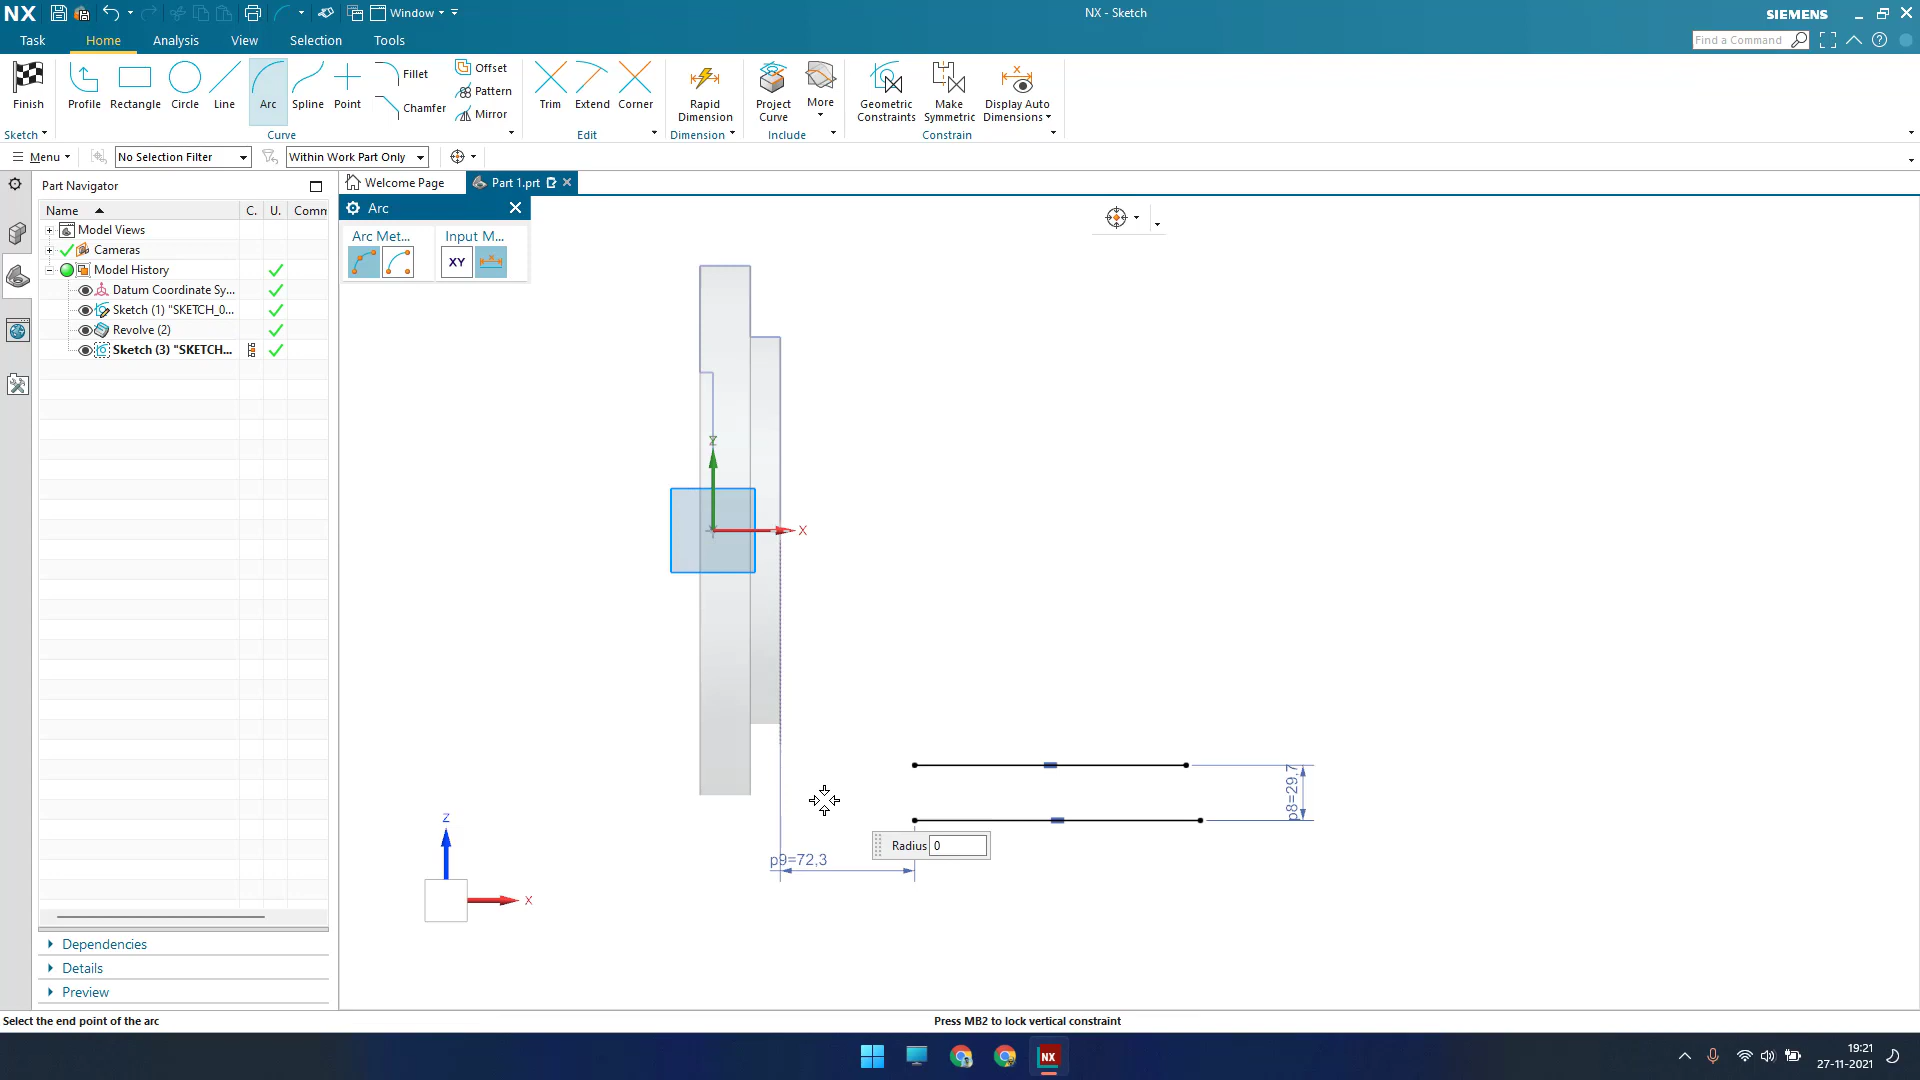 NX
Window
NX - Sketch
SIEMENS
Task
Home
Analysis
View
Selection
Tools
Find a Command
Finish
Profile
Rectangle
Circle
Line
Arc
Spline
Point
Fillet
Chamfer
Offset
Pattern
Mirror
Trim
Extend
Corner
Rapid
Dimension
Project
Curve
More
Geometric
Constraints
Make
Symmetric
Display Auto
Dimensions
Sketch
Curve
Edit
Dimension
Include
Constrain
Menu
No Selection Filter
Within Work Part Only
Part Navigator
Welcome Page
Part 1.prt
Name
C.
U.
Comm
Arc
Model Views
Arc Met...
Input M...
XY
Cameras
Model History
Datum Coordinate Sy...
Sketch (1) "SKETCH_0...
Revolve (2)
Sketch (3) "SKETCH...
Y
Z
X
p8=29,7
Radius 0
p9=72,3
Z
X
Dependencies
Details
Preview
Select the end point of the arc
Press MB2 to lock vertical constraint
NX
19:21
27-11-2021